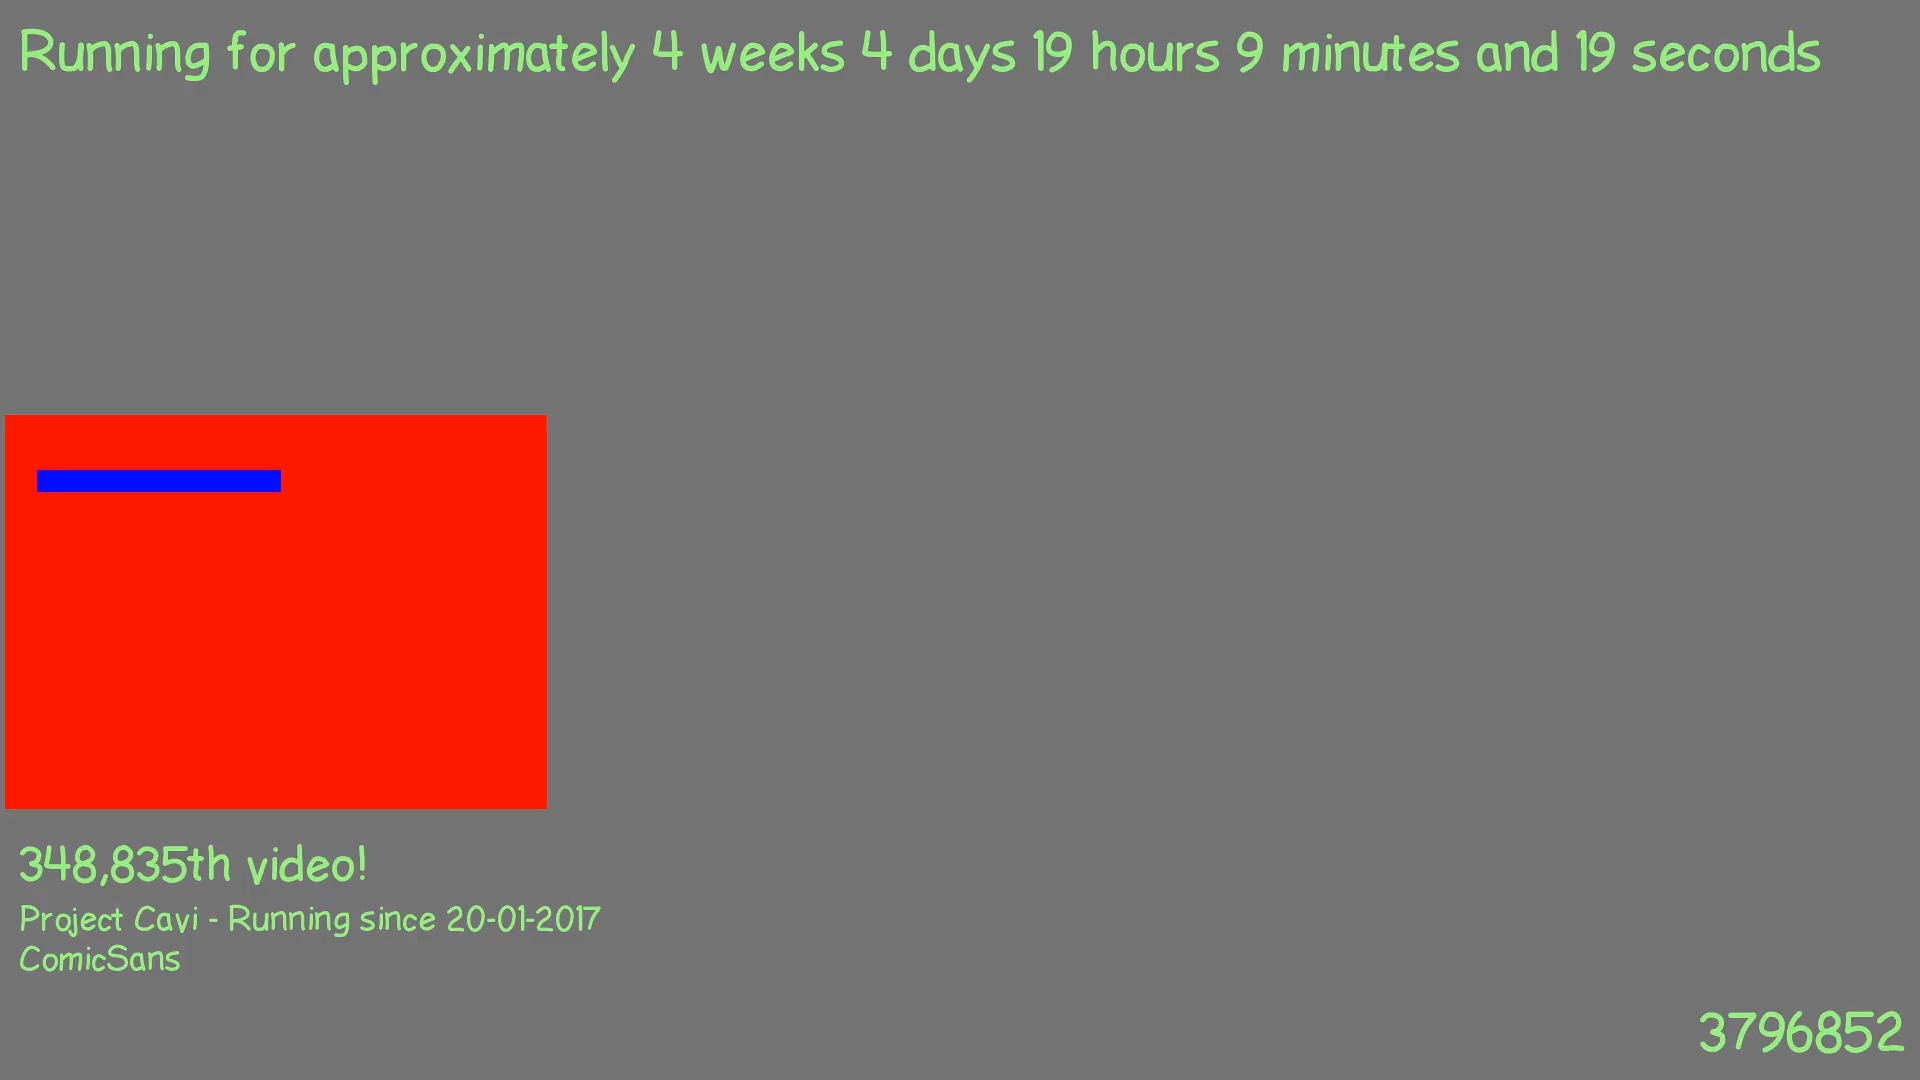 Running for approximately 4 weeks 4 days 19 hours 9 minutes and 19 seconds
348,835th video!
Project Cavi - Running since 20-01-2017
ComicSans
3796852